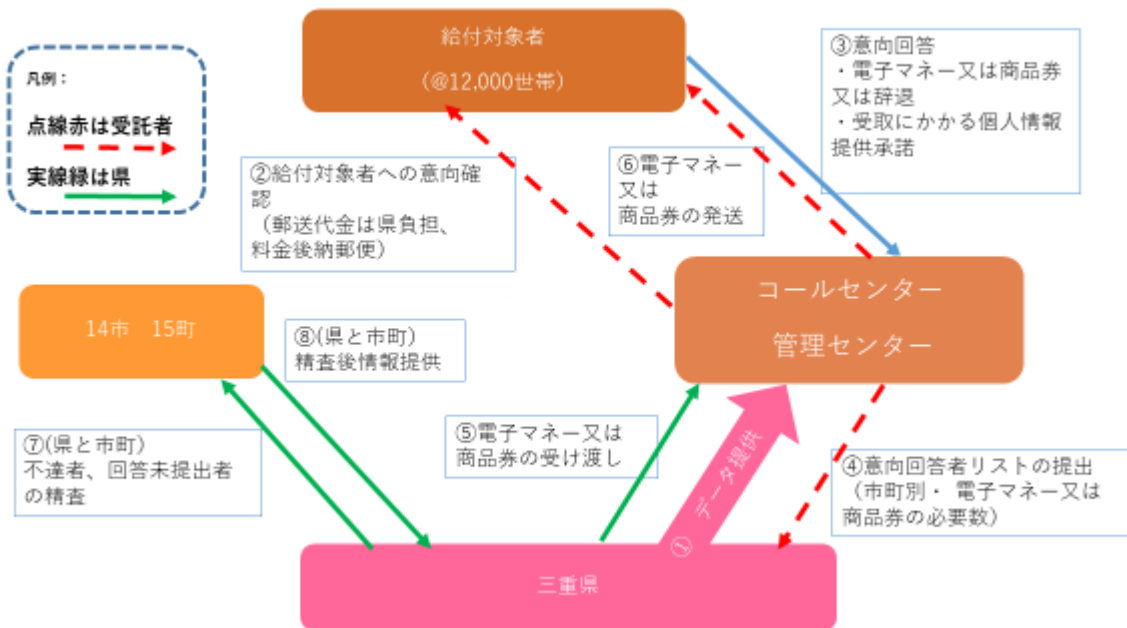 給付対象者
(@12,000世帯)
凡例：
点線赤は受託者
実線緑は県
③意向回答
・電子マネー又は商品券
又は辞退
・受取にかかる個人情報
提供承諾
②給付対象者への意向確
認
（郵送代金は県負担、
料金後納郵便）
⑥電子マネー
又は
商品券の発送
コールセンター
管理センター
14市　15町
⑧(県と市町)
精査後情報提供
⑦(県と市町)
不達者、回答未提出者
の精査
⑤電子マネー又は
商品券の受け渡し
①　データ提供
④意向回答者リストの提出
（市町別・ 電子マネー又は
商品券の必要数）
三重県